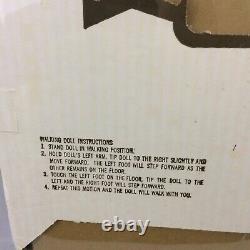 WALKING DOLL INSTRUCTIONS:
1. STAND DOLL IN WALKING POSITION.
2. HOLD DOLL'S LEFT ARM. TIP DOLL TO THE RIGHT SLIGHTLY AND
MOVE FORWARD. THE LEFT FOOT WILL STEP FORWARD AS THE
OTHER REMAINS ON THE FLOOR.
3. TOUCH THE LEFT FOOT ON THE FLOOR, TIP THE DOLL TO THE
LEFT AND THE RIGHT FOOT WILL STEP FORWARD.
4. REPEAT THIS MOTION AND THE DOLL WILL WALK WITH YOU.